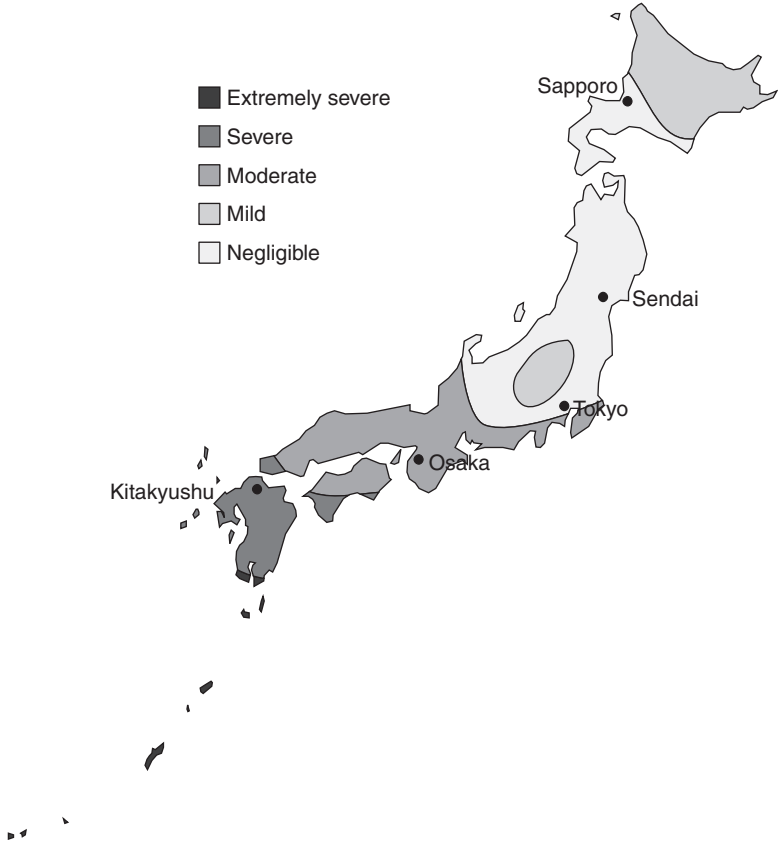 Sapporo
Extremely severe
Severe
Moderate
Mild
Negligible
Sendai
Tokyo
Osaka
Kitakyushu